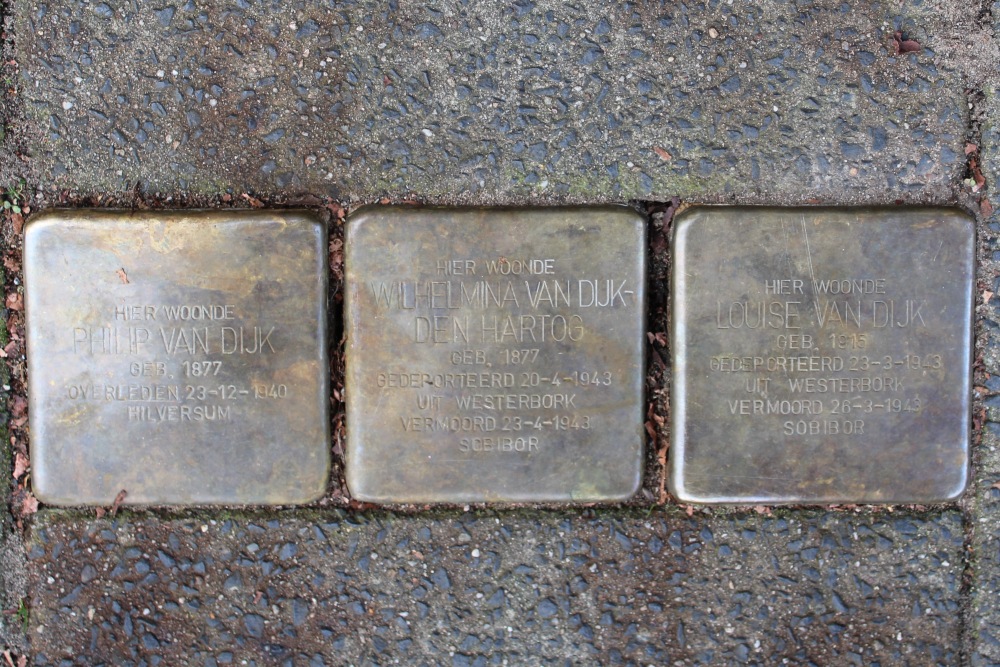 HIER WOONDE
PHILIP VAN DIJK
GEB. 1877
OVERLEDEN 23-12-1940
HILVERSUM
HIER WOONDE
WILHELMINA VAN DIJK-
DEN HARTOG
GEB. 1877
GEDEPORTEERD 20-4-1943
UIT WESTERBORK
VERMOORD 23-4-1943
SOBIBOR
HIER WOONDE
LOUISE VAN DIJK
GEB. 1915
GEDEPORTEERD 23-3-1943
UIT WESTERBORK
VERMOORD 26-3-1943
SOBIBOR